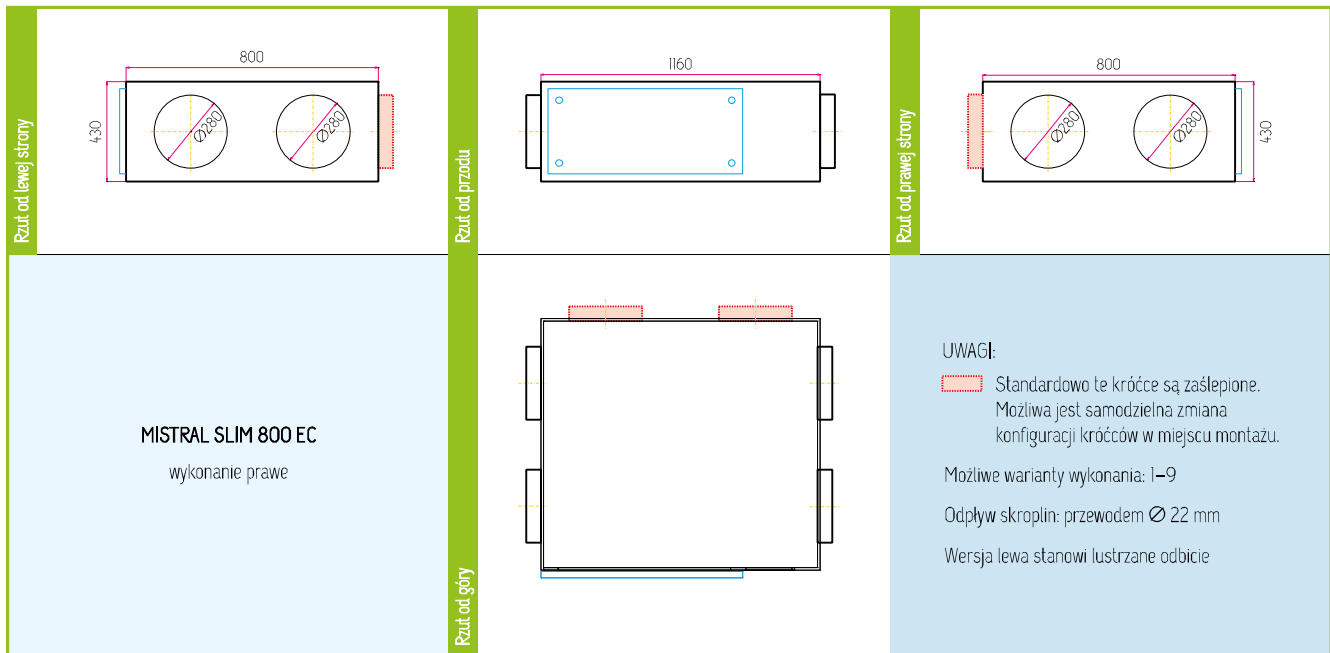 Rzut od lewej strony
800
430
Ø280
Ø280
Rzut od przodu
1160
Rzut od prawej strony
800
Ø280
Ø280
430
MISTRAL SLIM 800 EC
wykonanie prawe
Rzut od góry
UWAGI:
Standardowo te króćce są zaślepione.
Możliwa jest samodzielna zmiana
konfiguracji króćców w miejscu montażu.
Możliwe warianty wykonania: 1–9
Odpływ skroplin: przewodem Ø 22 mm
Wersja lewa stanowi lustrzane odbicie